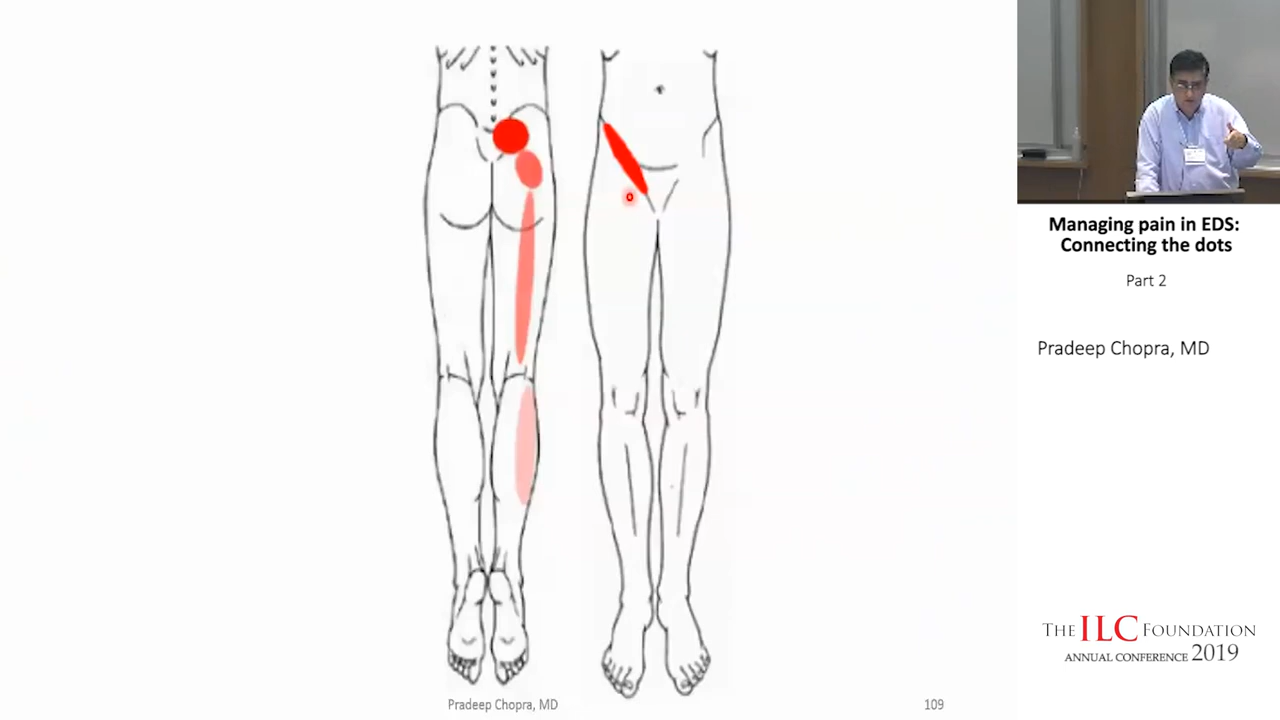 Managing pain in EDS:
Connecting the dots
Part 2
Pradeep Chopra, MD
THE ILC FOUNDATION
ANNUAL CONFERENCE 2019
Pradeep Chopra, MD
109